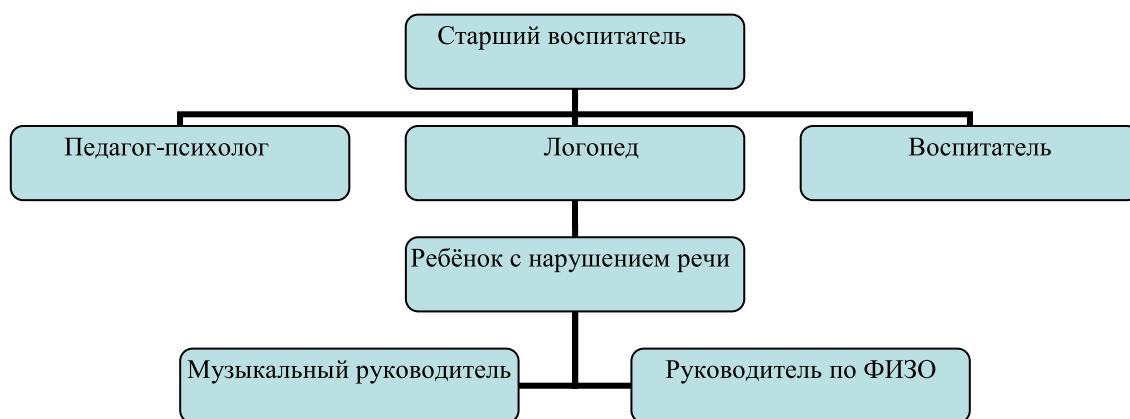 Старший воспитатель
Педагог-психолог
Логопед
Воспитатель
Ребёнок с нарушением речи
Музыкальный руководитель
Руководитель по ФИЗО